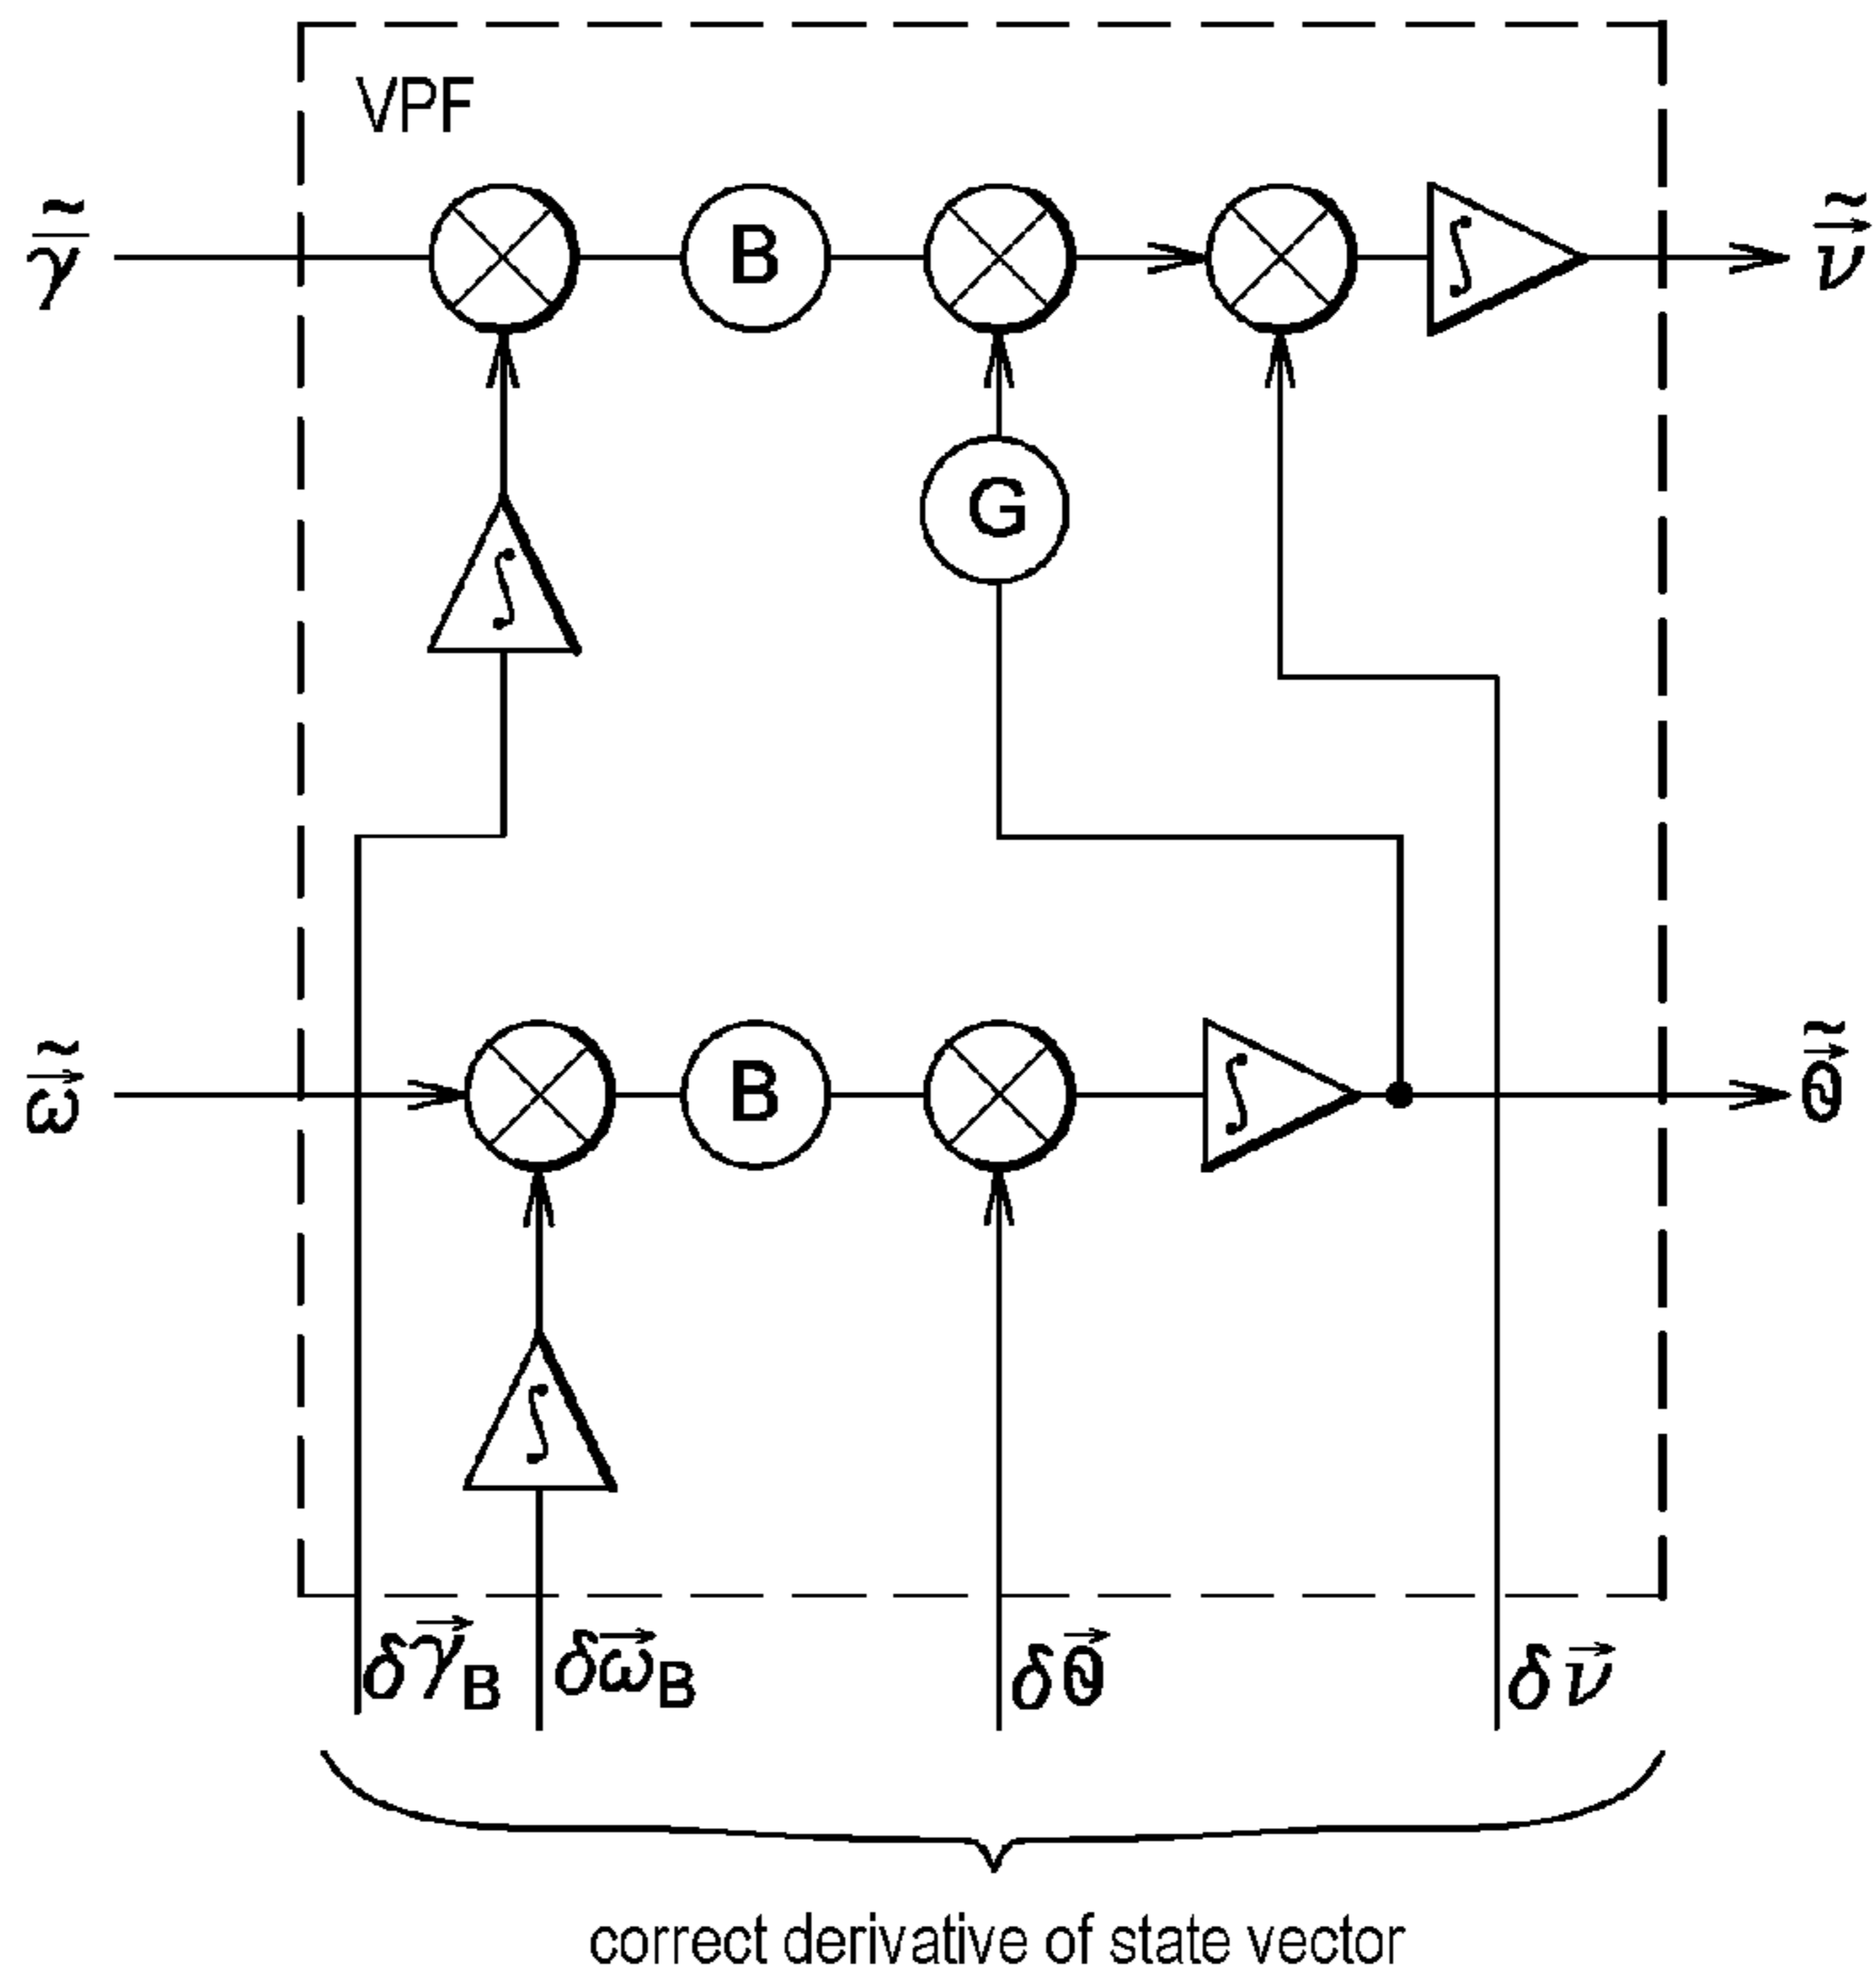 VPF
γ̃ B ∫ ν̃
∫ G
ω̃ B ∫ ϑ̃
∫
δγ⃗B δω⃗B δϑ⃗ δν⃗
correct derivative of state vector